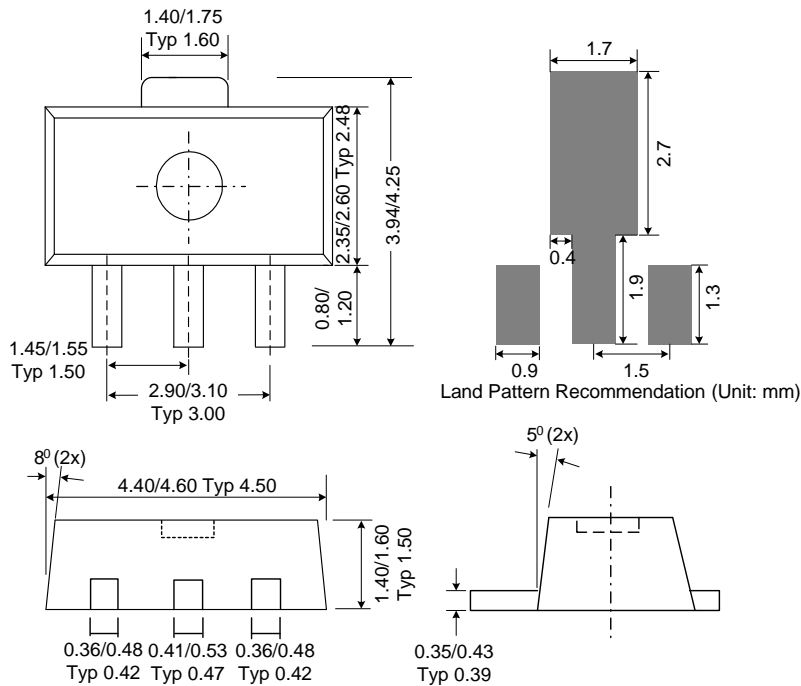 1.40/1.75
Typ 1.60
2.35/2.60 Typ 2.48
3.94/4.25
0.80/
1.20
1.45/1.55
Typ 1.50
2.90/3.10
Typ 3.00
1.7
2.7
0.4
1.9
1.3
0.9
1.5
Land Pattern Recommendation (Unit: mm)
8⁰ (2x)
4.40/4.60 Typ 4.50
1.40/1.60
Typ 1.50
0.36/0.48
Typ 0.42
0.41/0.53
Typ 0.47
0.36/0.48
Typ 0.42
5⁰ (2x)
0.35/0.43
Typ 0.39